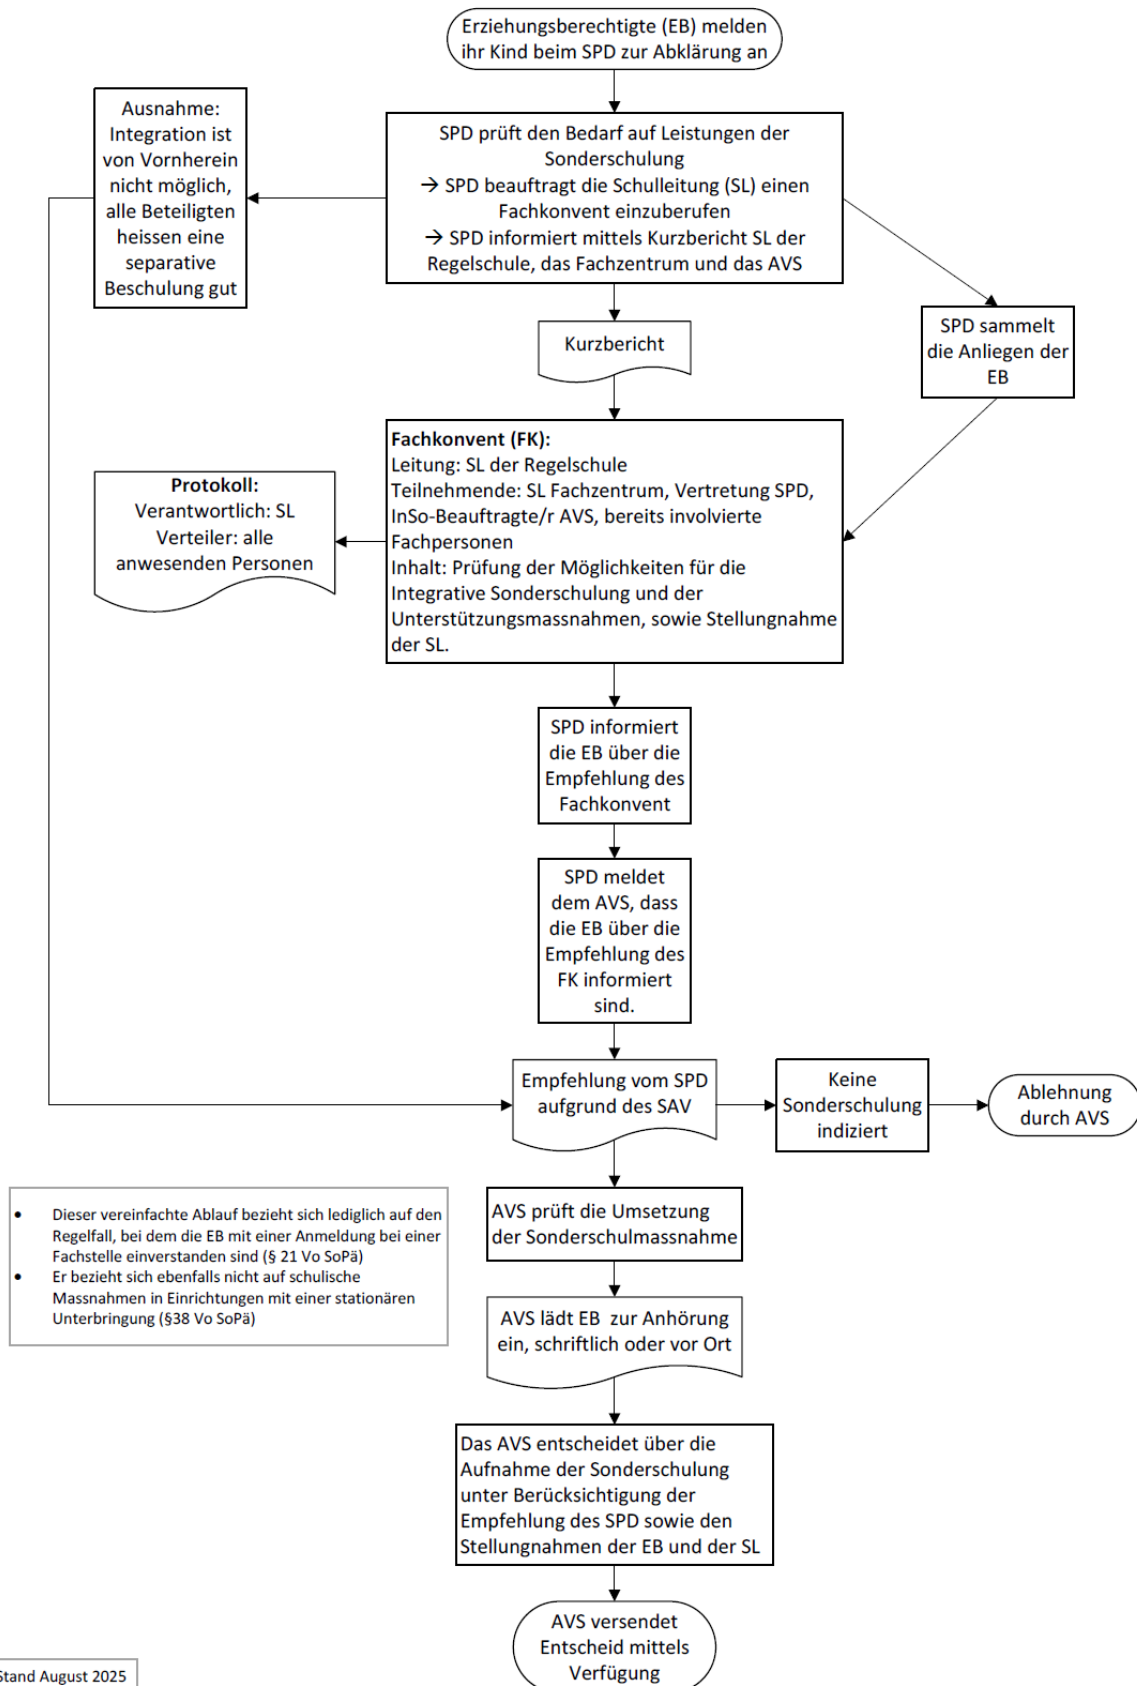 Erziehungsberechtigte (EB) melden
ihr Kind beim SPD zur Abklärung an
Ausnahme:
Integration ist
von Vornherein
nicht möglich,
alle Beteiligten
heissen eine
separative
Beschulung gut
SPD prüft den Bedarf auf Leistungen der
Sonderschulung
→ SPD beauftragt die Schulleitung (SL) einen
Fachkonvent einzuberufen
→ SPD informiert mittels Kurzbericht SL der
Regelschule, das Fachzentrum und das AVS
SPD sammelt
die Anliegen der
EB
Kurzbericht
Fachkonvent (FK):
Leitung: SL der Regelschule
Teilnehmende: SL Fachzentrum, Vertretung SPD,
InSo-Beauftragte/r AVS, bereits involvierte
Fachpersonen
Inhalt: Prüfung der Möglichkeiten für die
Integrative Sonderschulung und der
Unterstützungsmassnahmen, sowie Stellungnahme
der SL.
Protokoll:
Verantwortlich: SL
Verteiler: alle
anwesenden Personen
SPD informiert
die EB über die
Empfehlung des
Fachkonvent
SPD meldet
dem AVS, dass
die EB über die
Empfehlung des
FK informiert
sind.
Empfehlung vom SPD
aufgrund des SAV
Keine
Sonderschulung
indiziert
Ablehnung
durch AVS
• Dieser vereinfachte Ablauf bezieht sich lediglich auf den
Regelfall, bei dem die EB mit einer Anmeldung bei einer
Fachstelle einverstanden sind (§ 21 Vo SoPä)
• Er bezieht sich ebenfalls nicht auf schulische
Massnahmen in Einrichtungen mit einer stationären
Unterbringung (§38 Vo SoPä)
AVS prüft die Umsetzung
der Sonderschulmassnahme
AVS lädt EB zur Anhörung
ein, schriftlich oder vor Ort
Das AVS entscheidet über die
Aufnahme der Sonderschulung
unter Berücksichtigung der
Empfehlung des SPD sowie den
Stellungnahmen der EB und der SL
AVS versendet
Entscheid mittels
Verfügung
Stand August 2025